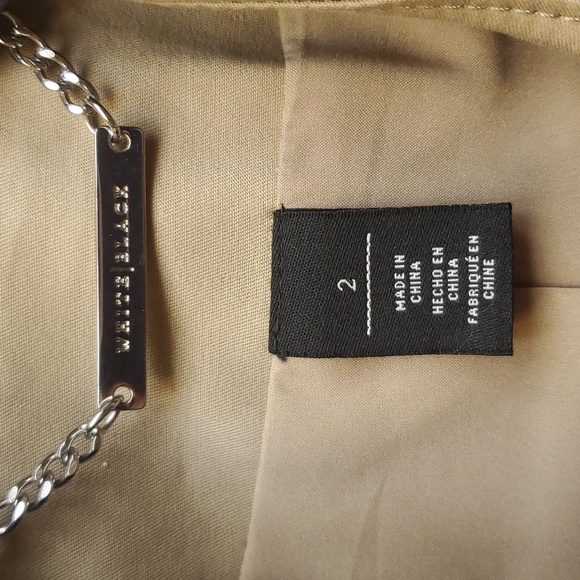 WHITE|BLACK
2
MADE IN
CHINA
HECHO EN
CHINA
FABRIQUÉ EN
CHINE